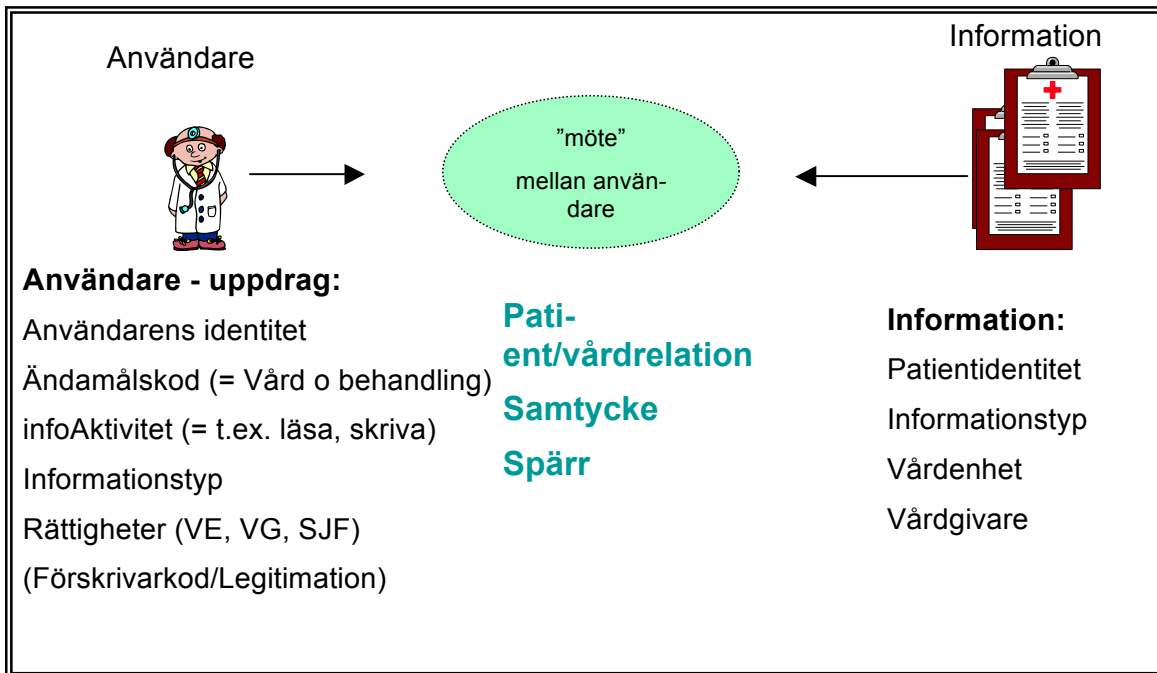 Användare
Information
”möte”
mellan använ-
dare
Användare - uppdrag:
Användarens identitet
Ändamålskod (= Vård o behandling)
infoAktivitet (= t.ex. läsa, skriva)
Informationstyp
Rättigheter (VE, VG, SJF)
(Förskrivarkod/Legitimation)
Pati-
ent/vårdrelation
Samtycke
Spärr
Information:
Patientidentitet
Informationstyp
Vårdenhet
Vårdgivare